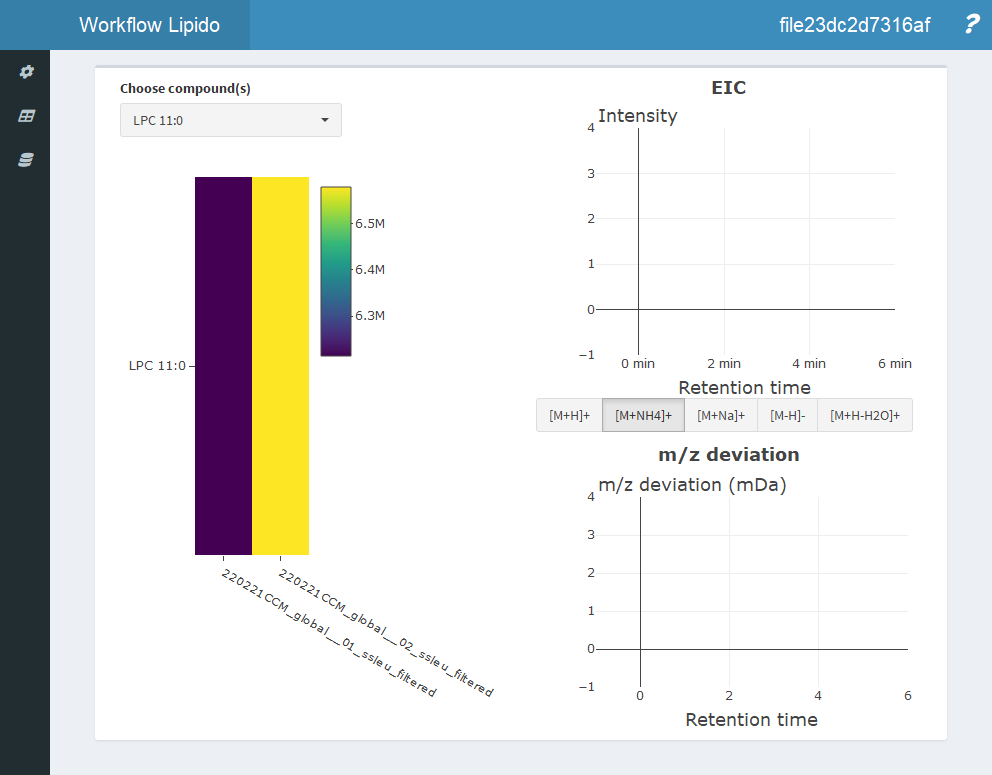 Workflow Lipido
file23dc2d7316af
?
Choose compound(s)
LPC 11:0
6.5M
6.4M
6.3M
LPC 11:0
220221CCM_global__01_ssleu_filtered
220221CCM_global__02_ssleu_filtered
EIC
Intensity
4
3
2
1
0
−1
0 min 2 min 4 min 6 min
Retention time
[M+H]+ [M+NH4]+ [M+Na]+ [M-H]- [M+H-H2O]+
m/z deviation
m/z deviation (mDa)
4
3
2
1
0
−1
0 2 4 6
Retention time